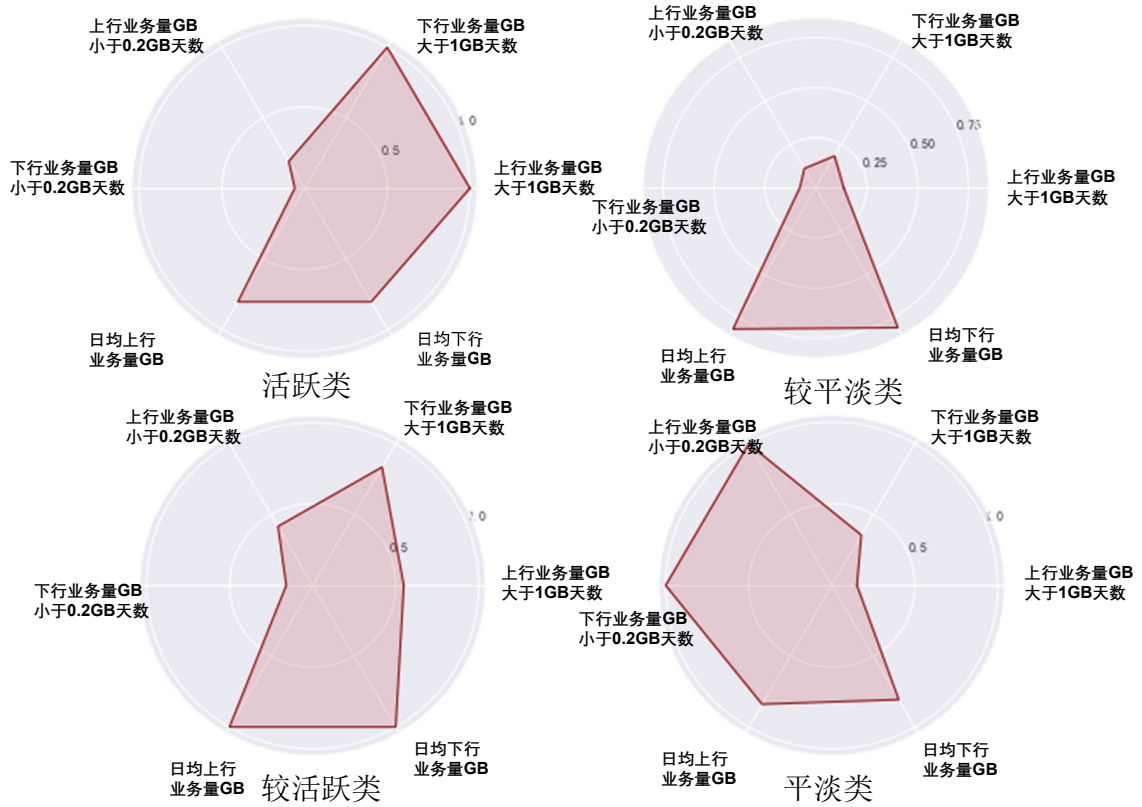 上行业务量GB
小于0.2GB天数
下行业务量GB
大于1GB天数
1.0
0.5
下行业务量GB
小于0.2GB天数
上行业务量GB
大于1GB天数
日均上行
业务量GB
日均下行
业务量GB
活跃类
上行业务量GB
小于0.2GB天数
下行业务量GB
大于1GB天数
0.75
0.50
0.25
上行业务量GB
大于1GB天数
下行业务量GB
小于0.2GB天数
日均上行
业务量GB
日均下行
业务量GB
较平淡类
上行业务量GB
小于0.2GB天数
下行业务量GB
大于1GB天数
1.0
0.5
下行业务量GB
小于0.2GB天数
上行业务量GB
大于1GB天数
日均上行
业务量GB
日均下行
业务量GB
较活跃类
上行业务量GB
小于0.2GB天数
下行业务量GB
大于1GB天数
1.0
0.5
上行业务量GB
大于1GB天数
下行业务量GB
小于0.2GB天数
日均上行
业务量GB
日均下行
业务量GB
平淡类